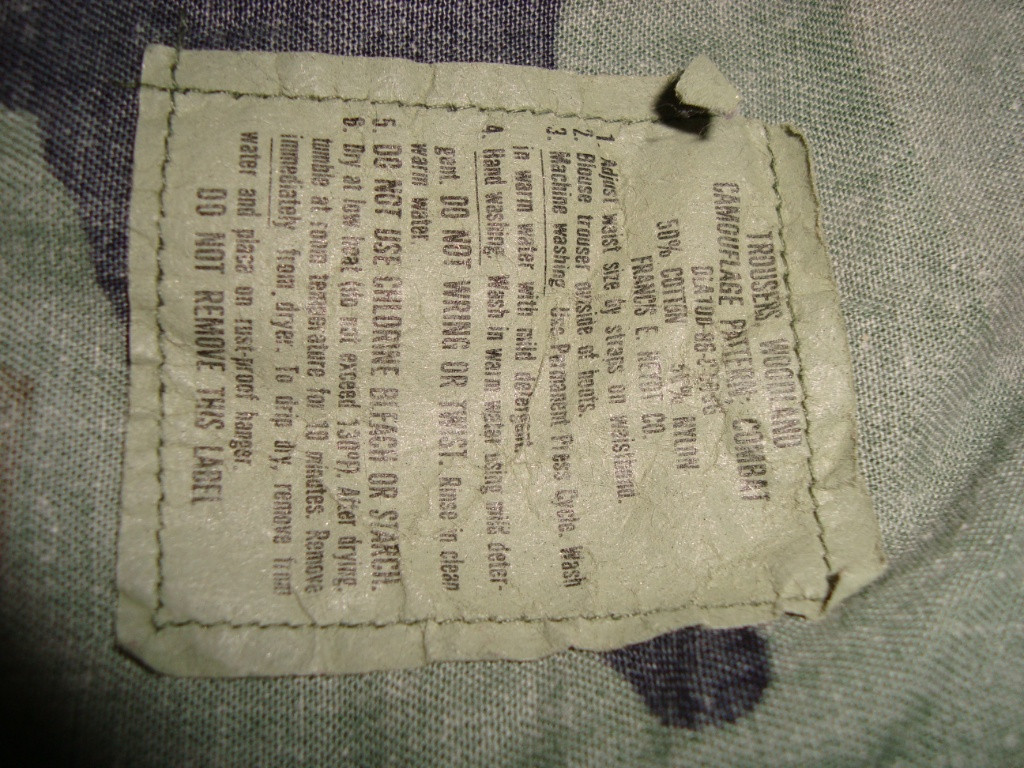 TROUSERS WOODLAND
CAMOUFLAGE PATTERN: COMBAT
DLA100-86-C-
50% COTTON 50% NYLON
FRANCIS E. HEYDT CO.
1. Adjust waist size by straps on waistband.
2. Blouse trouser outside of boots.
3. Machine washing. Use Permanent Press Cycle. Wash
in warm water with mild detergent.
4. Hand washing. Wash in warm water using mild deter-
gent. DO NOT WRING OR TWIST. Rinse in clean
warm water
5. DO NOT USE CHLORINE BLEACH OR STARCH.
6. Dry at low heat (do not exceed 130°F). After drying,
tumble at room temperature for 10 minutes. Remove
immediately from dryer. To drip dry, remove from
water and place on rust-proof hanger.
DO NOT REMOVE THIS LABEL